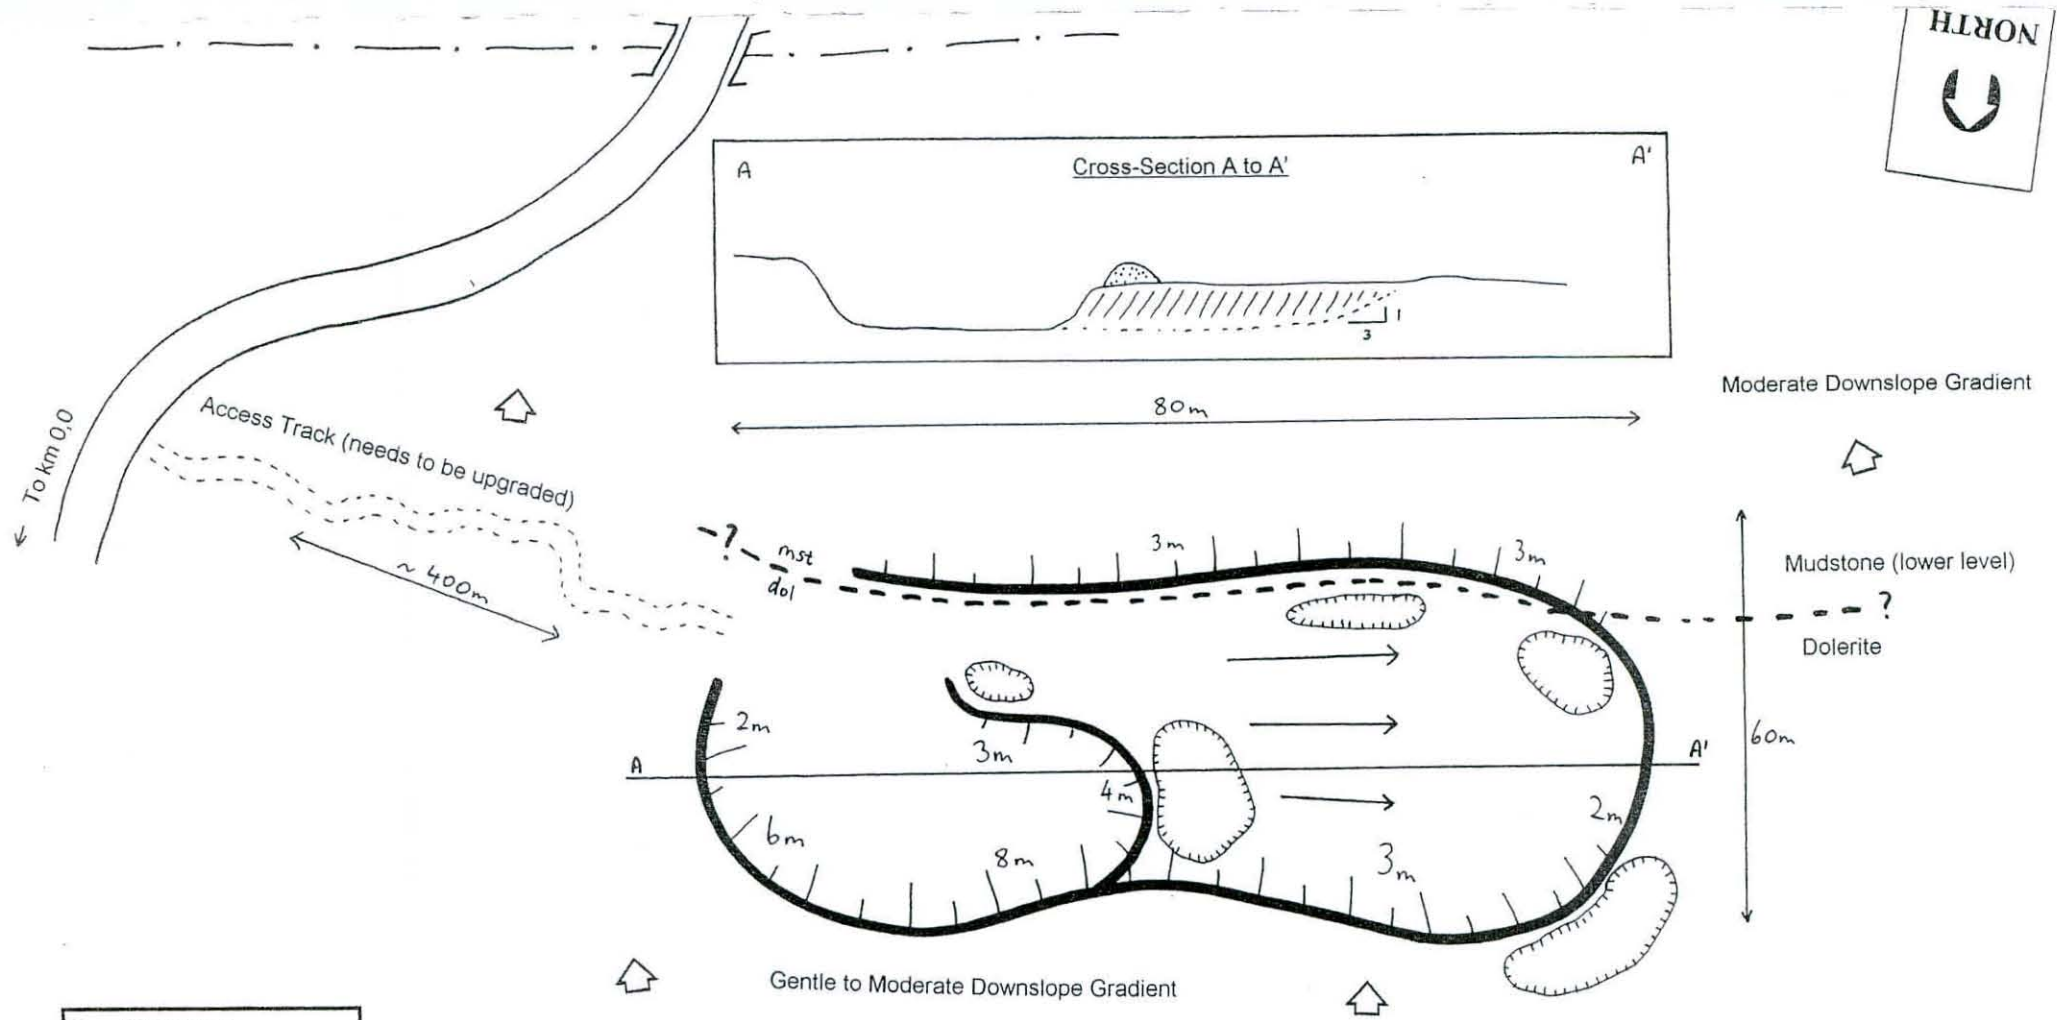 NORTH
A
Cross-Section A to A'
A'
1
3
Moderate Downslope Gradient
80m
To km 0,0
Access Track (needs to be upgraded)
~ 400m
?
mst
dol
3m
3m
Mudstone (lower level)
?
Dolerite
2m
3m
60m
A
A'
4m
2m
6m
8m
3m
Gentle to Moderate Downslope Gradient